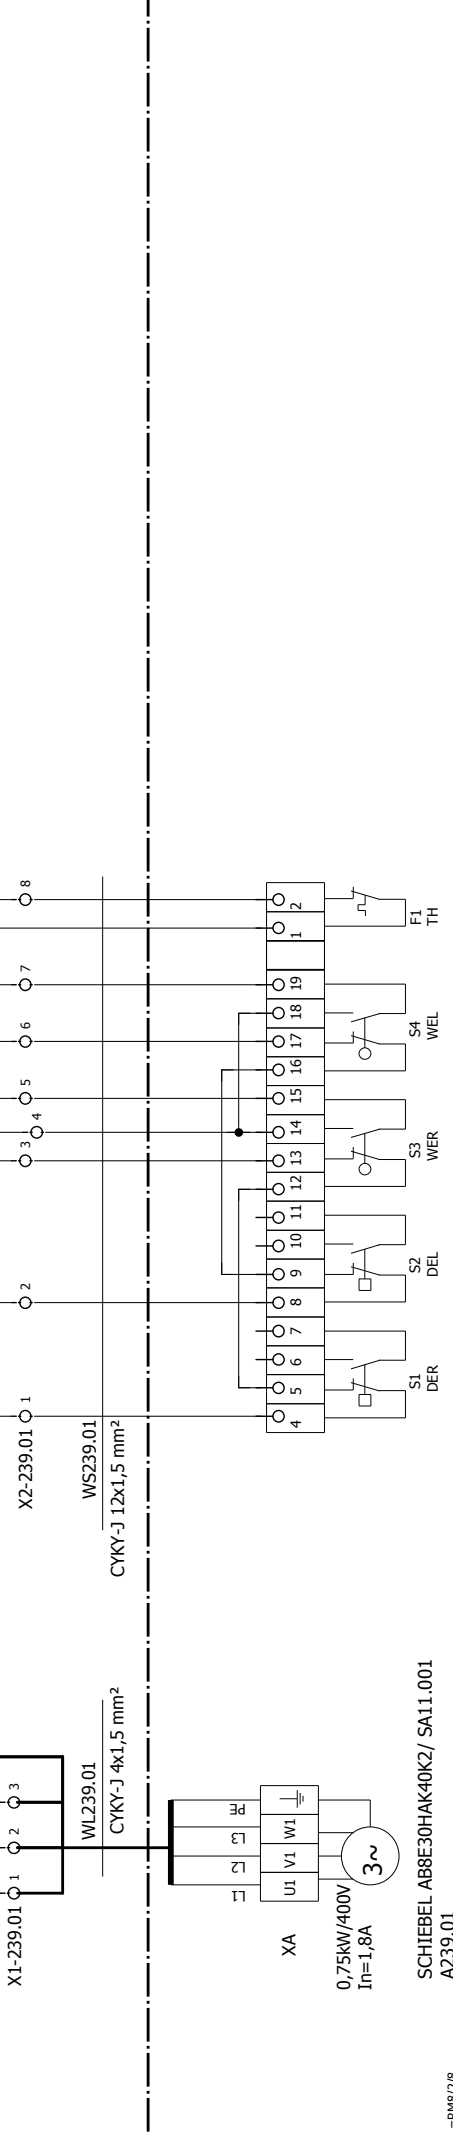 X1-239.01
1
2
3
WL239.01
CYKY-J 4x1,5 mm²
L1
L2
L3
PE
XA
U1
V1
W1
3~
0,75kW/400V
In=1,8A
SCHIEBEL AB8E30HAK40K2/ SA11.001
A239.01
X2-239.01
1
2
3
4
5
6
7
8
WS239.01
CYKY-J 12x1,5 mm²
4
5
6
7
8
9
10
11
12
13
14
15
16
17
18
19
1
2
S1
DER
S2
DEL
S3
WER
S4
WEL
F1
TH